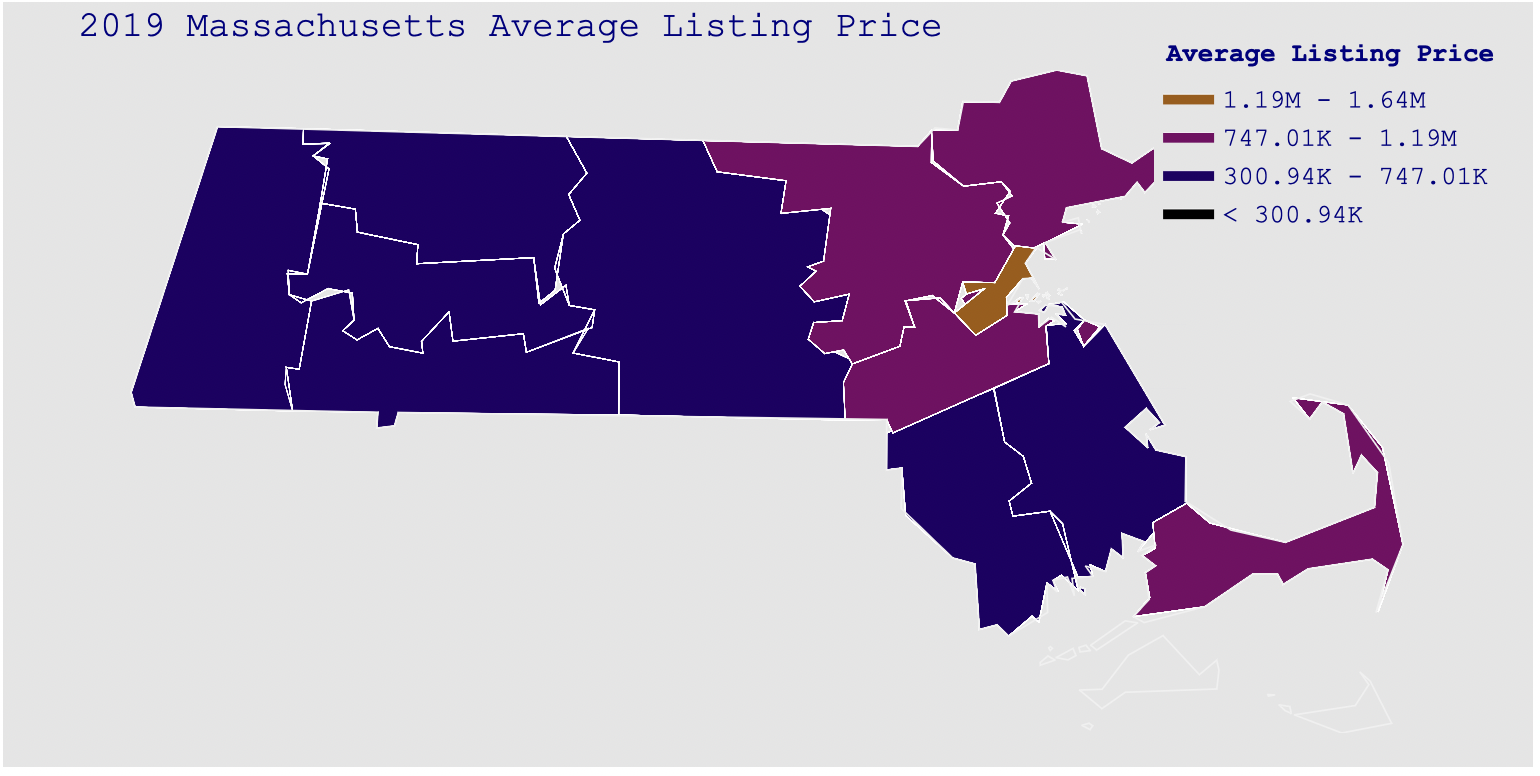 2019 Massachusetts Average Listing Price
Average Listing Price
1.19M - 1.64M
747.01K - 1.19M
300.94K - 747.01K
< 300.94K